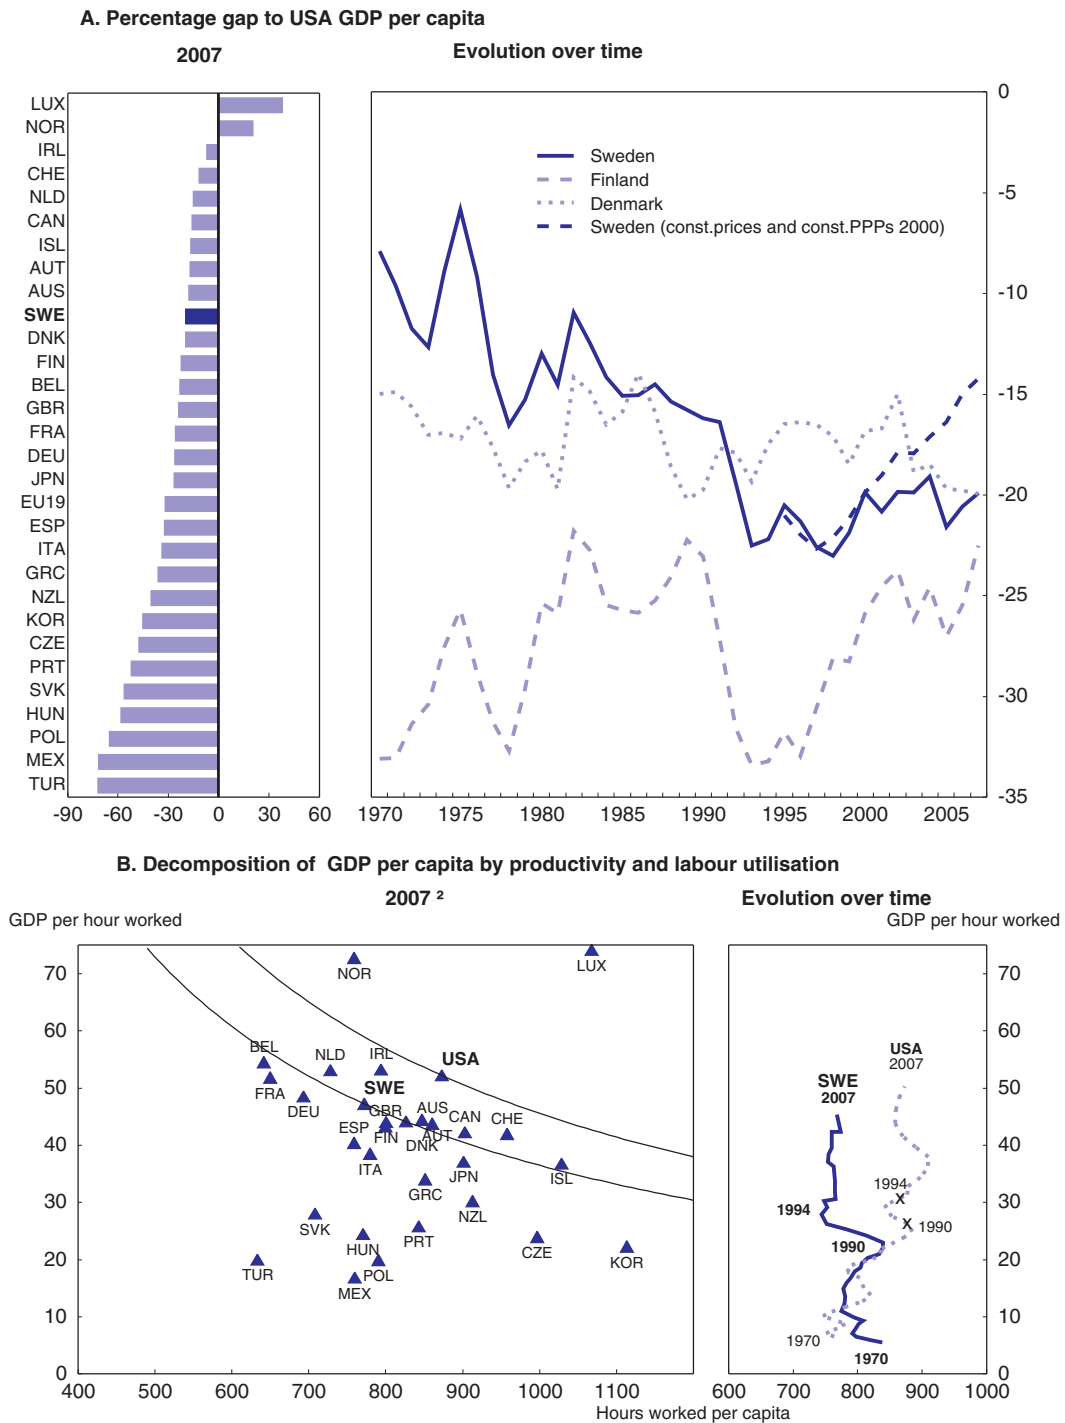 A. Percentage gap to USA GDP per capita
2007
Evolution over time
LUX
NOR
IRL
CHE
NLD
CAN
ISL
AUT
AUS
SWE
DNK
FIN
BEL
GBR
FRA
DEU
JPN
EU19
ESP
ITA
GRC
NZL
KOR
CZE
PRT
SVK
HUN
POL
MEX
TUR
-90 -60 -30 0 30 60
Sweden
Finland
Denmark
Sweden (const.prices and const.PPPs 2000)
0
-5
-10
-15
-20
-25
-30
-35
1970 1975 1980 1985 1990 1995 2000 2005
B. Decomposition of GDP per capita by productivity and labour utilisation
2007 ²
Evolution over time
GDP per hour worked
GDP per hour worked
70
60
50
40
30
20
10
0
NOR
LUX
BEL
NLD
IRL
USA
FRA
SWE
DEU
GBR
AUS
CAN
CHE
ESP
FIN
DNK
AUT
ITA
JPN
ISL
GRC
NZL
SVK
PRT
HUN
CZE
KOR
TUR
POL
MEX
400 500 600 700 800 900 1000 1100
USA
2007
SWE
2007
1994
x
1994
x 1990
1990
1970
1970
70
60
50
40
30
20
10
0
600 700 800 900 1000
Hours worked per capita